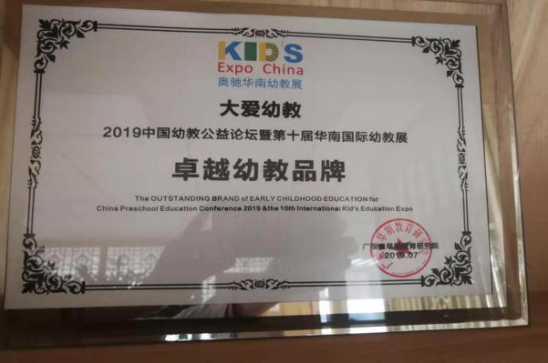 KID'S
Expo China
奥驰华南幼教展
大爱幼教
2019中国幼教公益论坛暨第十届华南国际幼教展
卓越幼教品牌
The OUTSTANDING BRAND of EARLY CHILDHOOD EDUCATION for
China Preschool Education Conference 2019 &the 10th International Kid's Education Expo
2019.07